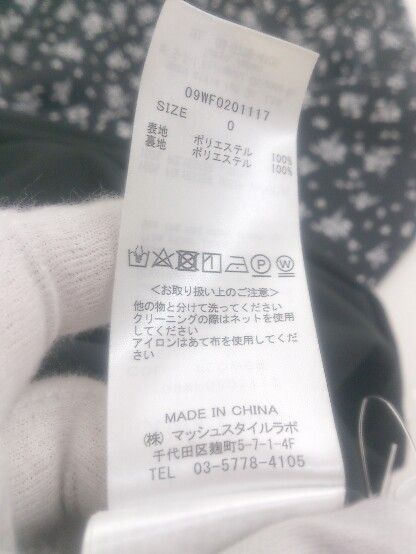 09WF0201117
SIZE 0
表地 ポリエステル 100%
裏地 ポリエステル 100%
<お取り扱い上のご注意>
他の物と分けて洗ってください
クリーニングの際はネットを使用
してください
アイロンはあて布を使用してくだ
さい
MADE IN CHINA
(株) マッシュスタイルラボ
千代田区麹町5-7-1-4F
TEL 03-5778-4105